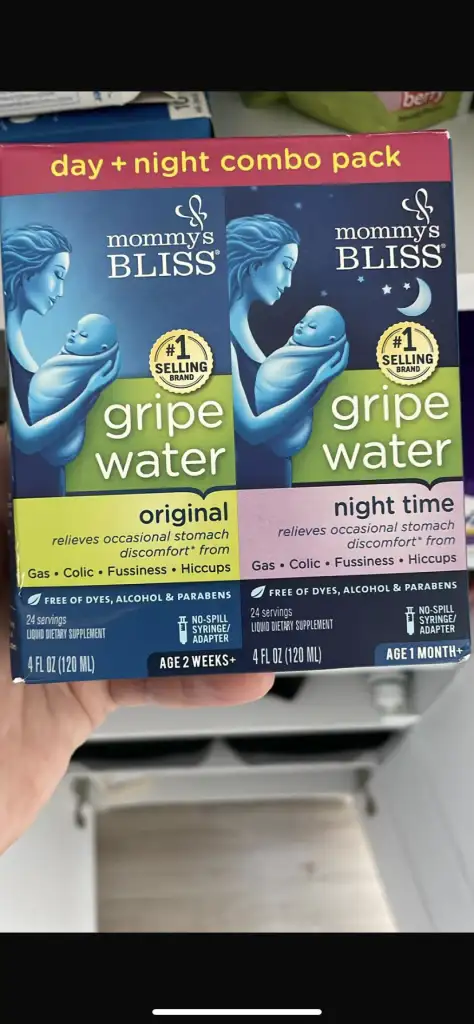 berry
day + night combo pack
mommy's
BLISS®
#1
SELLING
BRAND
gripe
water
original
relieves occasional stomach
discomfort* from
Gas • Colic • Fussiness • Hiccups
FREE OF DYES, ALCOHOL & PARABENS
24 servings
LIQUID DIETARY SUPPLEMENT
NO-SPILL
SYRINGE/
ADAPTER
4 FL OZ (120 ML)
AGE 2 WEEKS+
mommy's
BLISS®
#1
SELLING
BRAND
gripe
water
night time
relieves occasional stomach
discomfort* from
Gas • Colic • Fussiness • Hiccups
FREE OF DYES, ALCOHOL & PARABENS
24 servings
LIQUID DIETARY SUPPLEMENT
NO-SPILL
SYRINGE/
ADAPTER
4 FL OZ (120 ML)
AGE 1 MONTH+